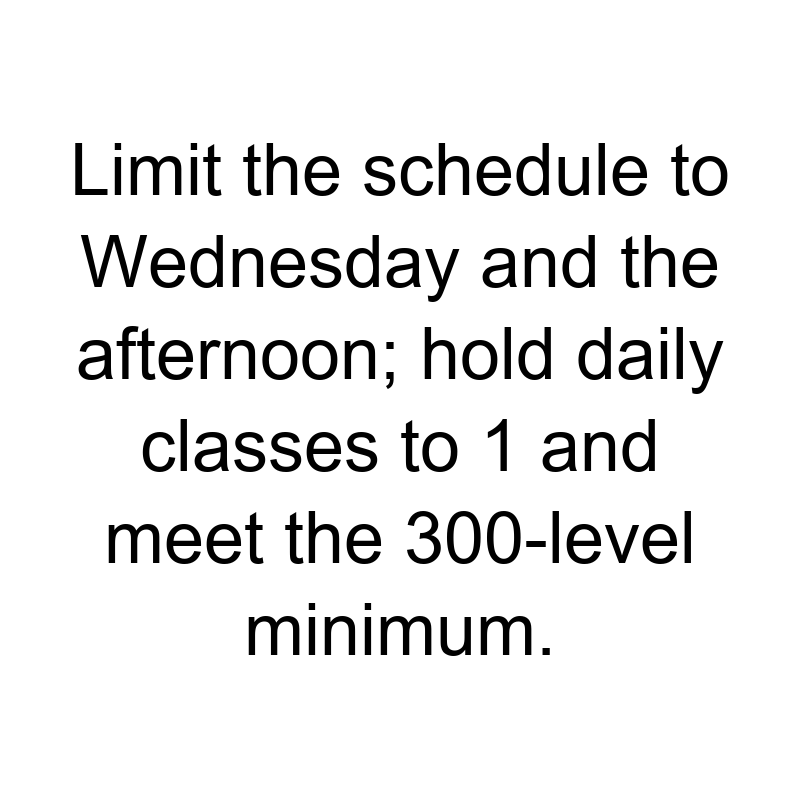 Limit the schedule to
Wednesday and the
afternoon; hold daily
classes to 1 and
meet the 300-level
minimum.